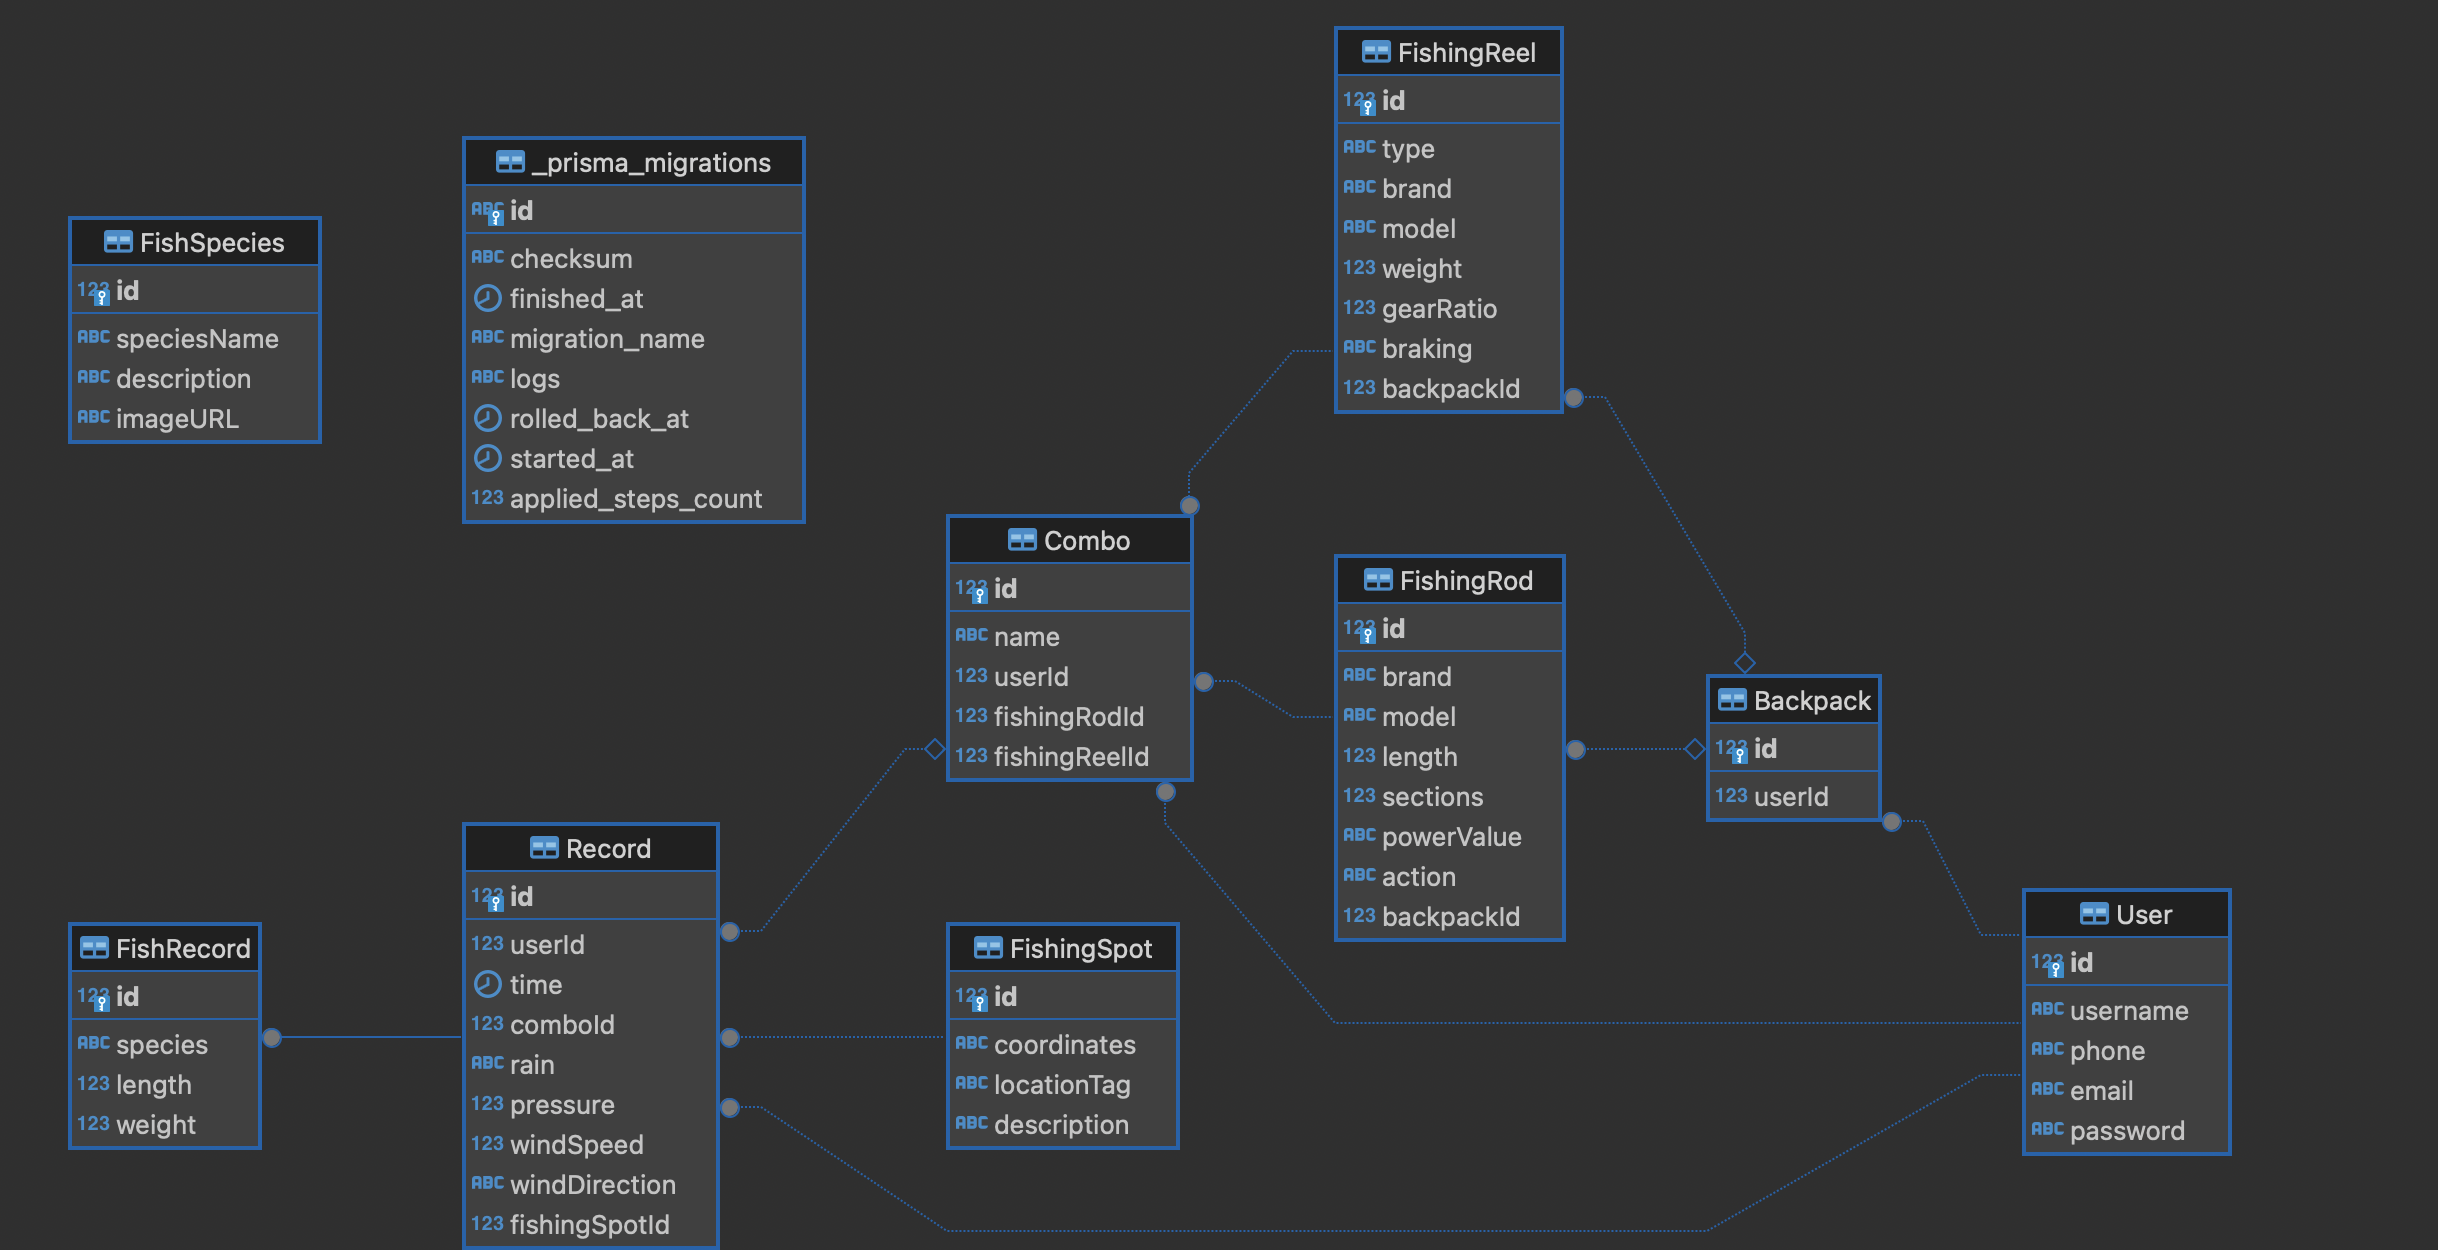 FishingReel
123 id
ABC type
ABC brand
ABC model
123 weight
123 gearRatio
ABC braking
123 backpackId
_prisma_migrations
ABC id
ABC checksum
finished_at
ABC migration_name
ABC logs
rolled_back_at
started_at
123 applied_steps_count
FishSpecies
123 id
ABC speciesName
ABC description
ABC imageURL
Combo
123 id
ABC name
123 userId
123 fishingRodId
123 fishingReelId
FishingRod
123 id
ABC brand
ABC model
123 length
123 sections
ABC powerValue
ABC action
123 backpackId
Backpack
123 id
123 userId
Record
123 id
123 userId
time
123 comboId
ABC rain
123 pressure
123 windSpeed
ABC windDirection
123 fishingSpotId
FishRecord
123 id
ABC species
123 length
123 weight
FishingSpot
123 id
ABC coordinates
ABC locationTag
ABC description
User
123 id
ABC username
ABC phone
ABC email
ABC password